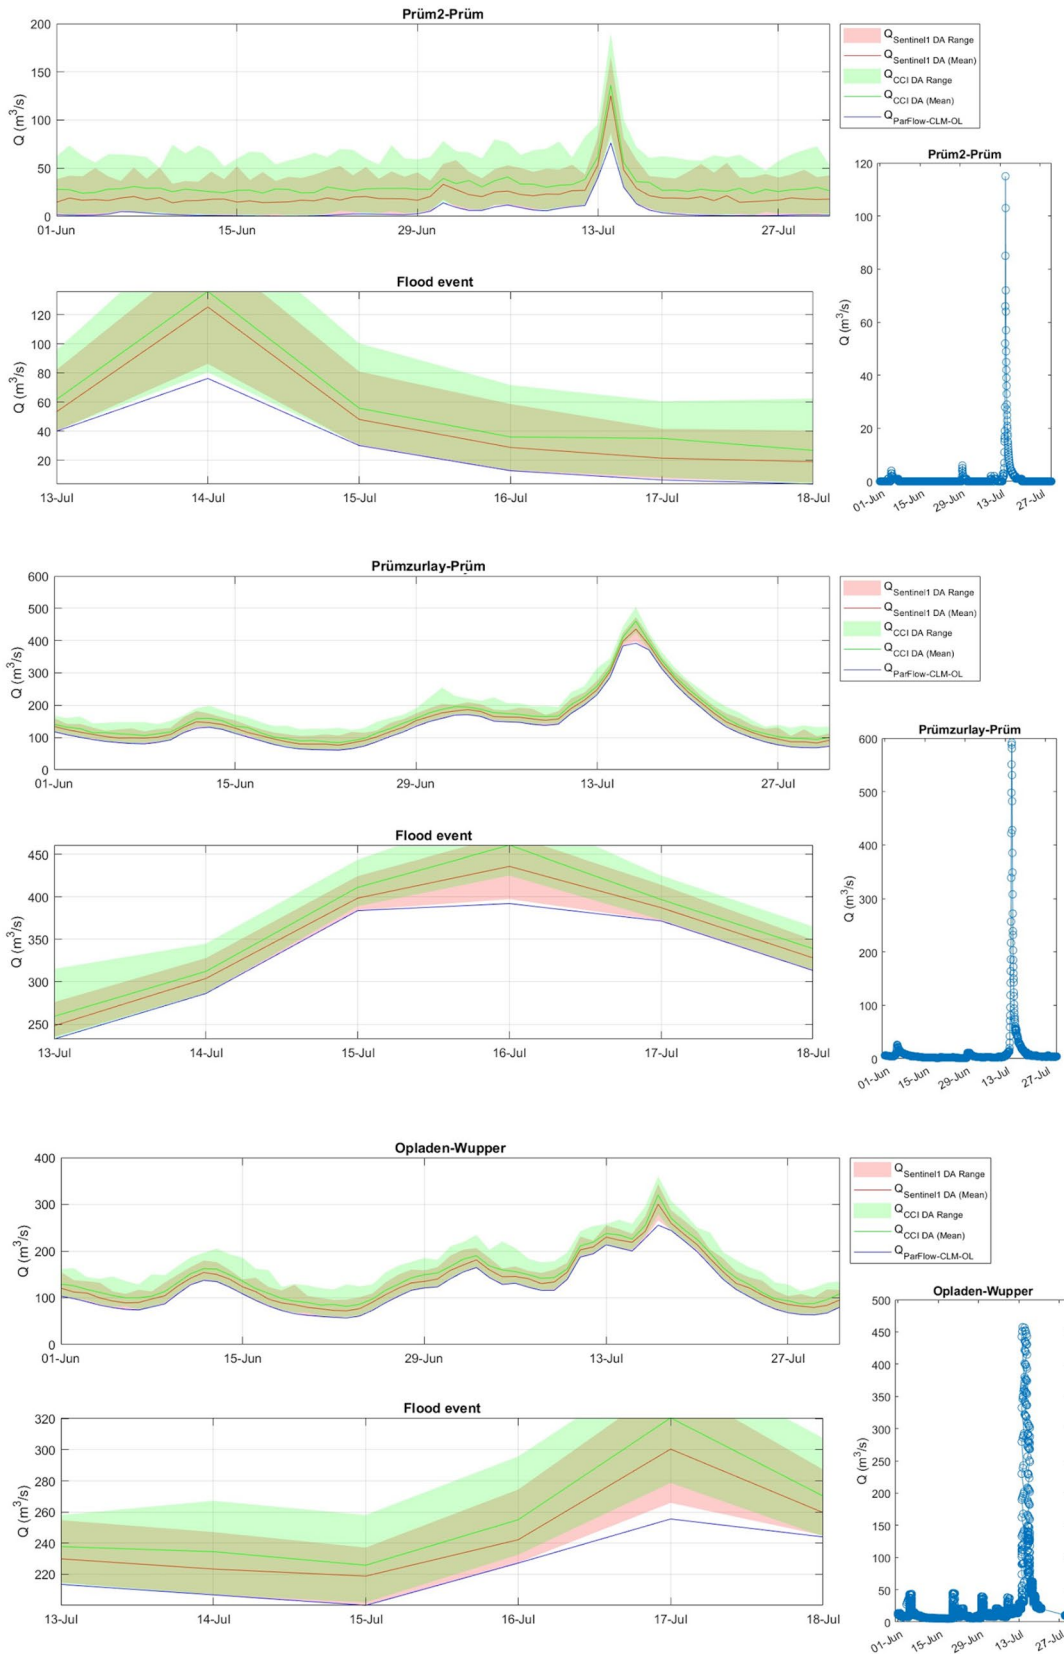 Prüm2-Prüm
Q (m³/s)
200
150
100
50
0
01-Jun 15-Jun 29-Jun 13-Jul 27-Jul
Q Sentinel1 DA Range
Q Sentinel1 DA (Mean)
Q CCI DA Range
Q CCI DA (Mean)
Q ParFlow-CLM-OL
Flood event
Q (m³/s)
120
100
80
60
40
20
13-Jul 14-Jul 15-Jul 16-Jul 17-Jul 18-Jul
Prüm2-Prüm
Q (m³/s)
120
100
80
60
40
20
0
01-Jun 15-Jun 29-Jun 13-Jul 27-Jul
Prümzurlay-Prüm
Q (m³/s)
600
500
400
300
200
100
0
01-Jun 15-Jun 29-Jun 13-Jul 27-Jul
Q Sentinel1 DA Range
Q Sentinel1 DA (Mean)
Q CCI DA Range
Q CCI DA (Mean)
Q ParFlow-CLM-OL
Flood event
Q (m³/s)
450
400
350
300
250
13-Jul 14-Jul 15-Jul 16-Jul 17-Jul 18-Jul
Prümzurlay-Prüm
Q (m³/s)
600
500
400
300
200
100
0
01-Jun 15-Jun 29-Jun 13-Jul 27-Jul
Opladen-Wupper
Q (m³/s)
400
300
200
100
0
01-Jun 15-Jun 29-Jun 13-Jul 27-Jul
Q Sentinel1 DA Range
Q Sentinel1 DA (Mean)
Q CCI DA Range
Q CCI DA (Mean)
Q ParFlow-CLM-OL
Flood event
Q (m³/s)
320
300
280
260
240
220
13-Jul 14-Jul 15-Jul 16-Jul 17-Jul 18-Jul
Opladen-Wupper
Q (m³/s)
500
450
400
350
300
250
200
150
100
50
0
01-Jun 15-Jun 29-Jun 13-Jul 27-Jul